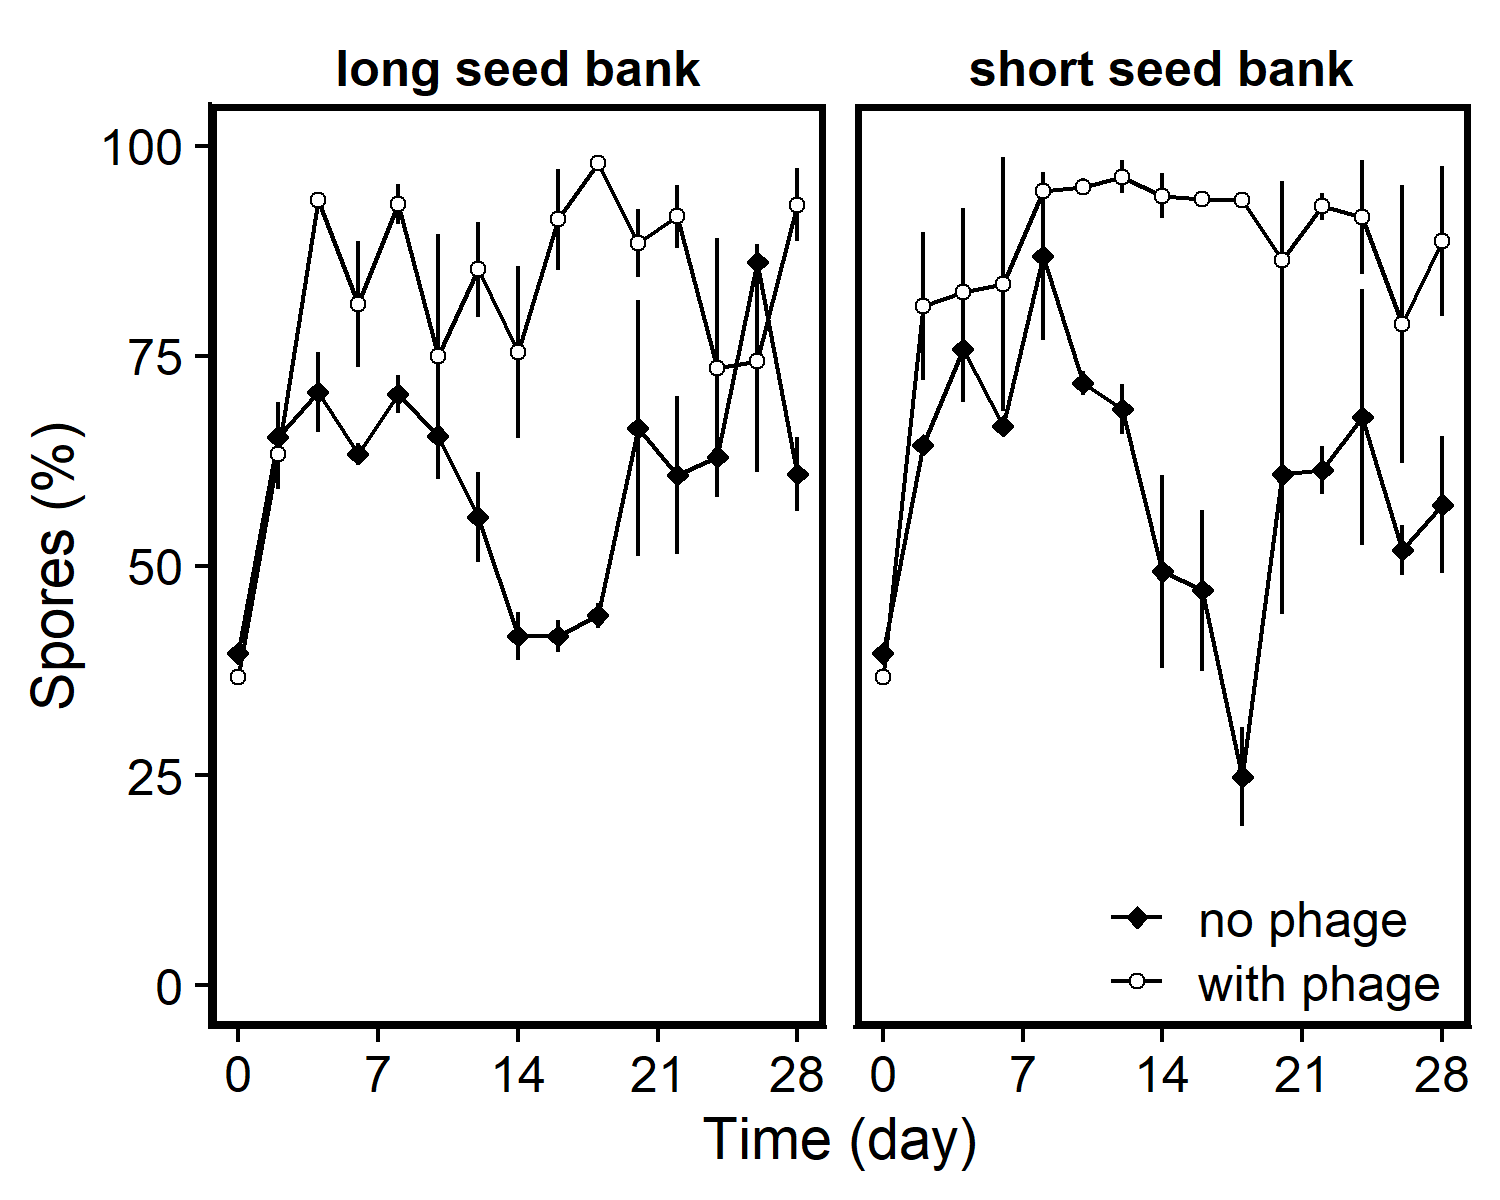 long seed bank
short seed bank
Spores (%)
100
75
50
25
0
no phage
with phage
0 7 14 21 28
0 7 14 21 28
Time (day)